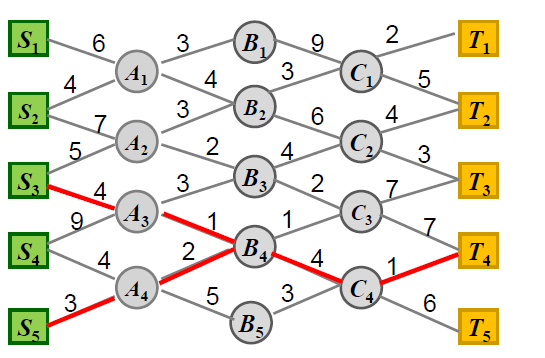 S1 6 A1 3 B1 9 C1 2 T1
S2 4 7 A2 3 4 B2 3 6 C2 4 5 T2
S3 5 4 A3 3 2 B3 4 2 C3 7 3 T3
S4 9 4 A4 2 1 B4 1 4 C4 1 7 T4
S5 3 5 B5 3 6 T5